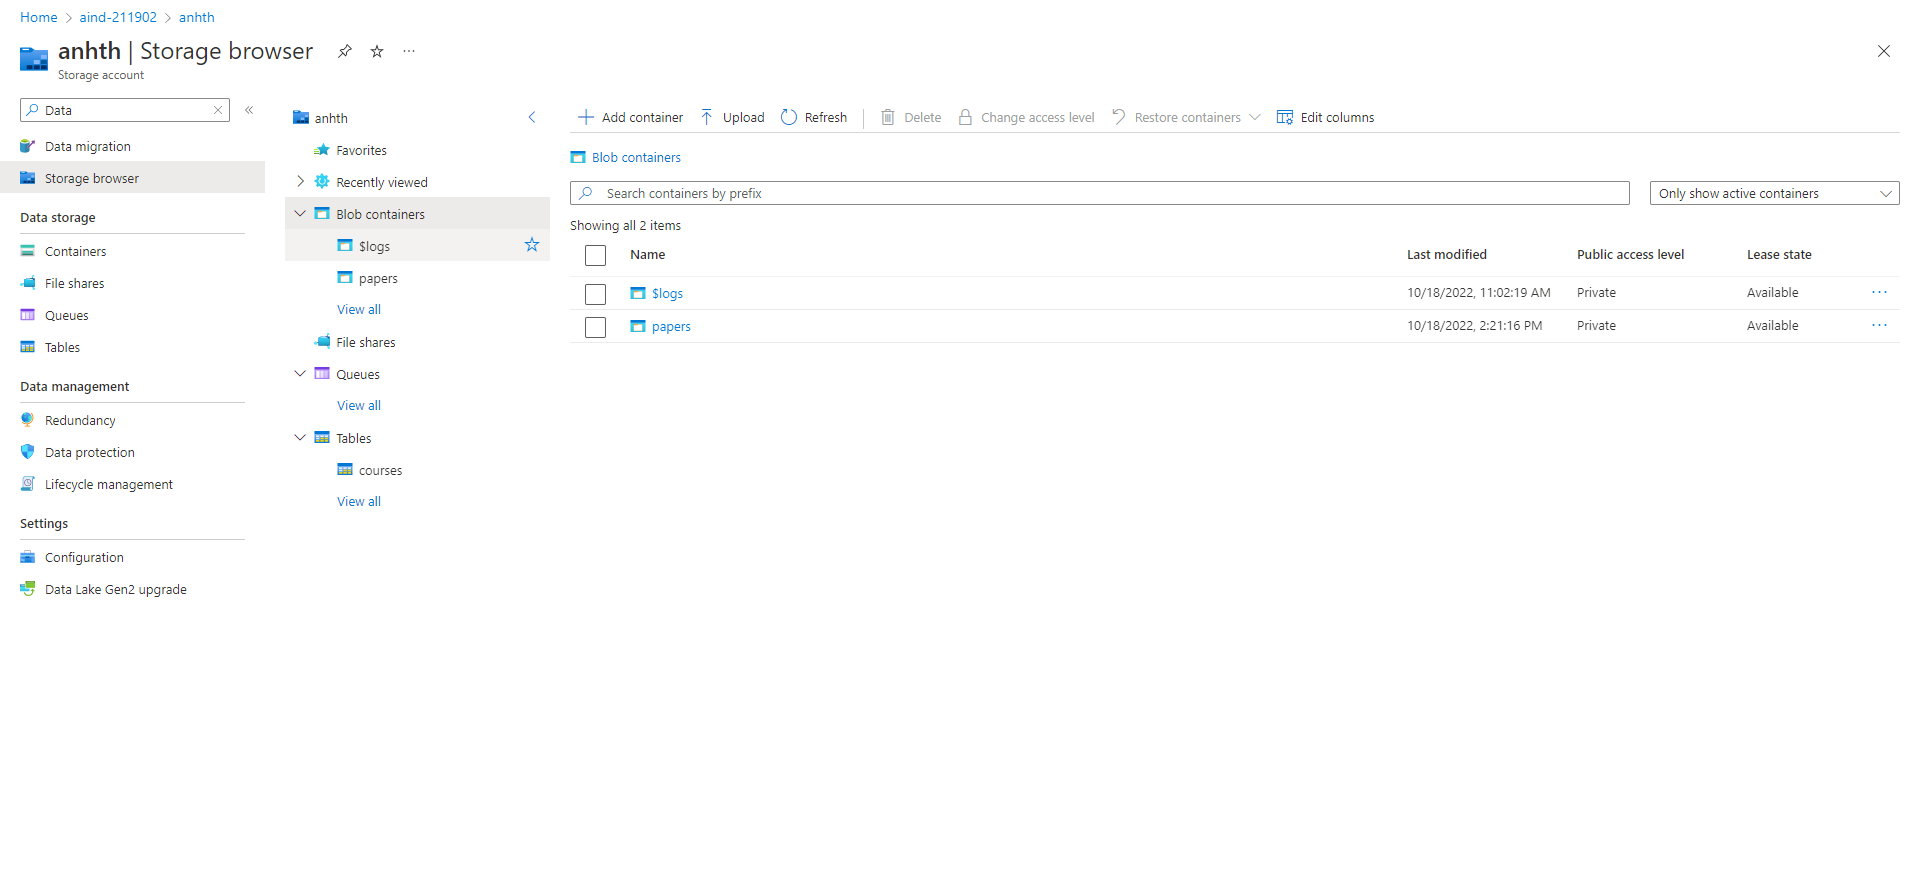 Home > aind-211902 > anhth
anhth | Storage browser
Storage account
Data
Data migration
Storage browser
Data storage
Containers
File shares
Queues
Tables
Data management
Redundancy
Data protection
Lifecycle management
Settings
Configuration
Data Lake Gen2 upgrade
anhth
Favorites
Recently viewed
Blob containers
$logs
papers
View all
File shares
Queues
View all
Tables
courses
View all
Add container Upload Refresh Delete Change access level Restore containers Edit columns
Blob containers
Search containers by prefix Only show active containers
Showing all 2 items
Name Last modified Public access level Lease state
$logs 10/18/2022, 11:02:19 AM Private Available
papers 10/18/2022, 2:21:16 PM Private Available